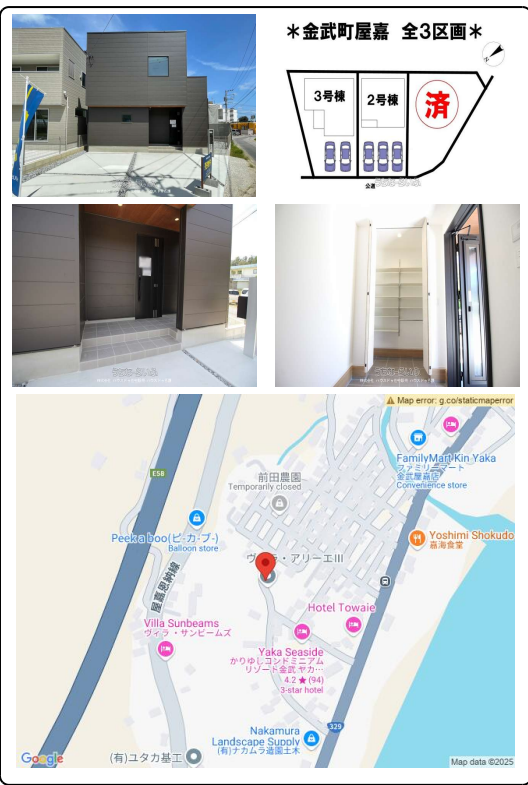 ＊金武町屋嘉 全3区画＊
N
3号棟
2号棟
済
公道
Map error: g.co/staticmaperror
E58
前田農園
Temporarily closed
FamilyMart Kin Yaka
ファミリーマート
金武屋嘉店
Convenience store
Peek a boo(ピ-カ-ブ-)
Balloon store
Yoshimi Shokudo
嘉海食堂
ヴィラ・アリーエIII
屋嘉恩納線
Hotel Towaie
Villa Sunbeams
ヴィラ・サンビームズ
Yaka Seaside
かりゆしコンドミニアム
リゾート金武 ヤカ…
4.2 ★ (94)
3-star hotel
329
Nakamura
Landscape Supply
(有)ナカムラ造園土木
(有)ユタカ基工
Google
Map data ©2025